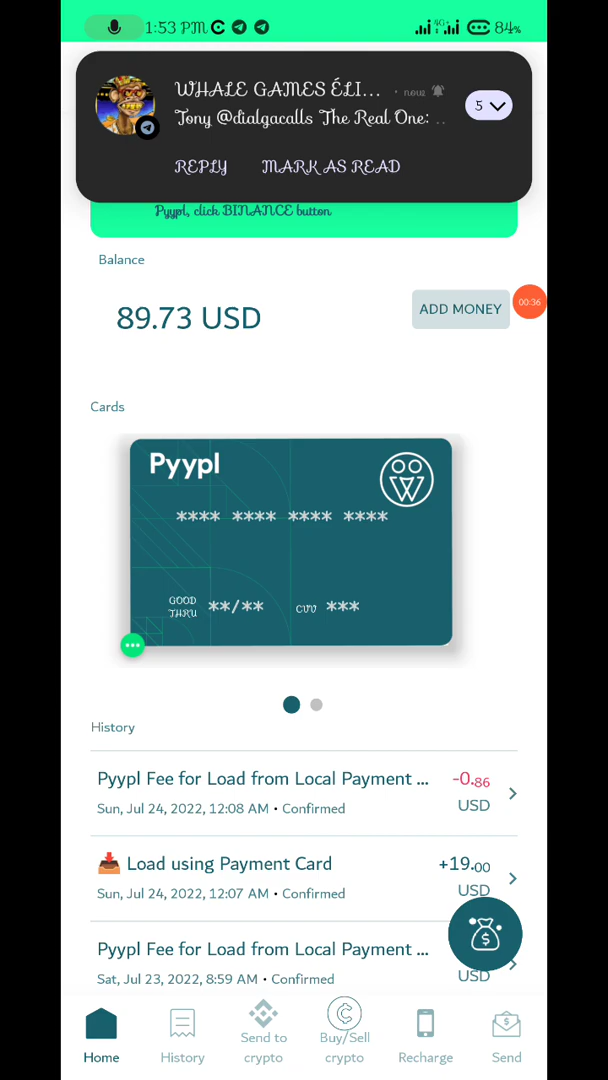 1:53 PM
4G+
84%
WHALE GAMES ÉLI... • now
Tony @dialgacalls The Real One: ..
5
REPLY MARK AS READ
Pyypl, click BINANCE button
Balance
89.73 USD
ADD MONEY
00:36
Cards
Pyypl
**** **** **** ****
GOOD
THRU **/** CVV ***
History
Pyypl Fee for Load from Local Payment ... -0.86
Sun, Jul 24, 2022, 12:08 AM • Confirmed USD
📥 Load using Payment Card +19.00
Sun, Jul 24, 2022, 12:07 AM • Confirmed USD
Pyypl Fee for Load from Local Payment ...
Sat, Jul 23, 2022, 8:59 AM • Confirmed USD
Home
History
Send to
crypto
Buy/Sell
crypto
Recharge
Send